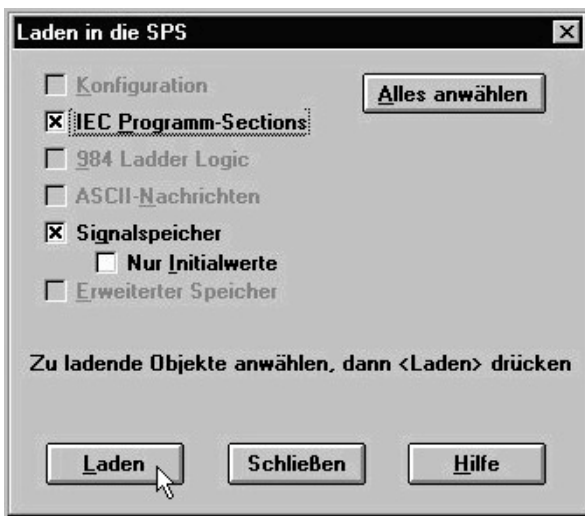 Laden in die SPS
Konfiguration
Alles anwählen
IEC Programm-Sections
984 Ladder Logic
ASCII-Nachrichten
Signalspeicher
Nur Initialwerte
Erweiterter Speicher
Zu ladende Objekte anwählen, dann <Laden> drücken
Laden
Schließen
Hilfe